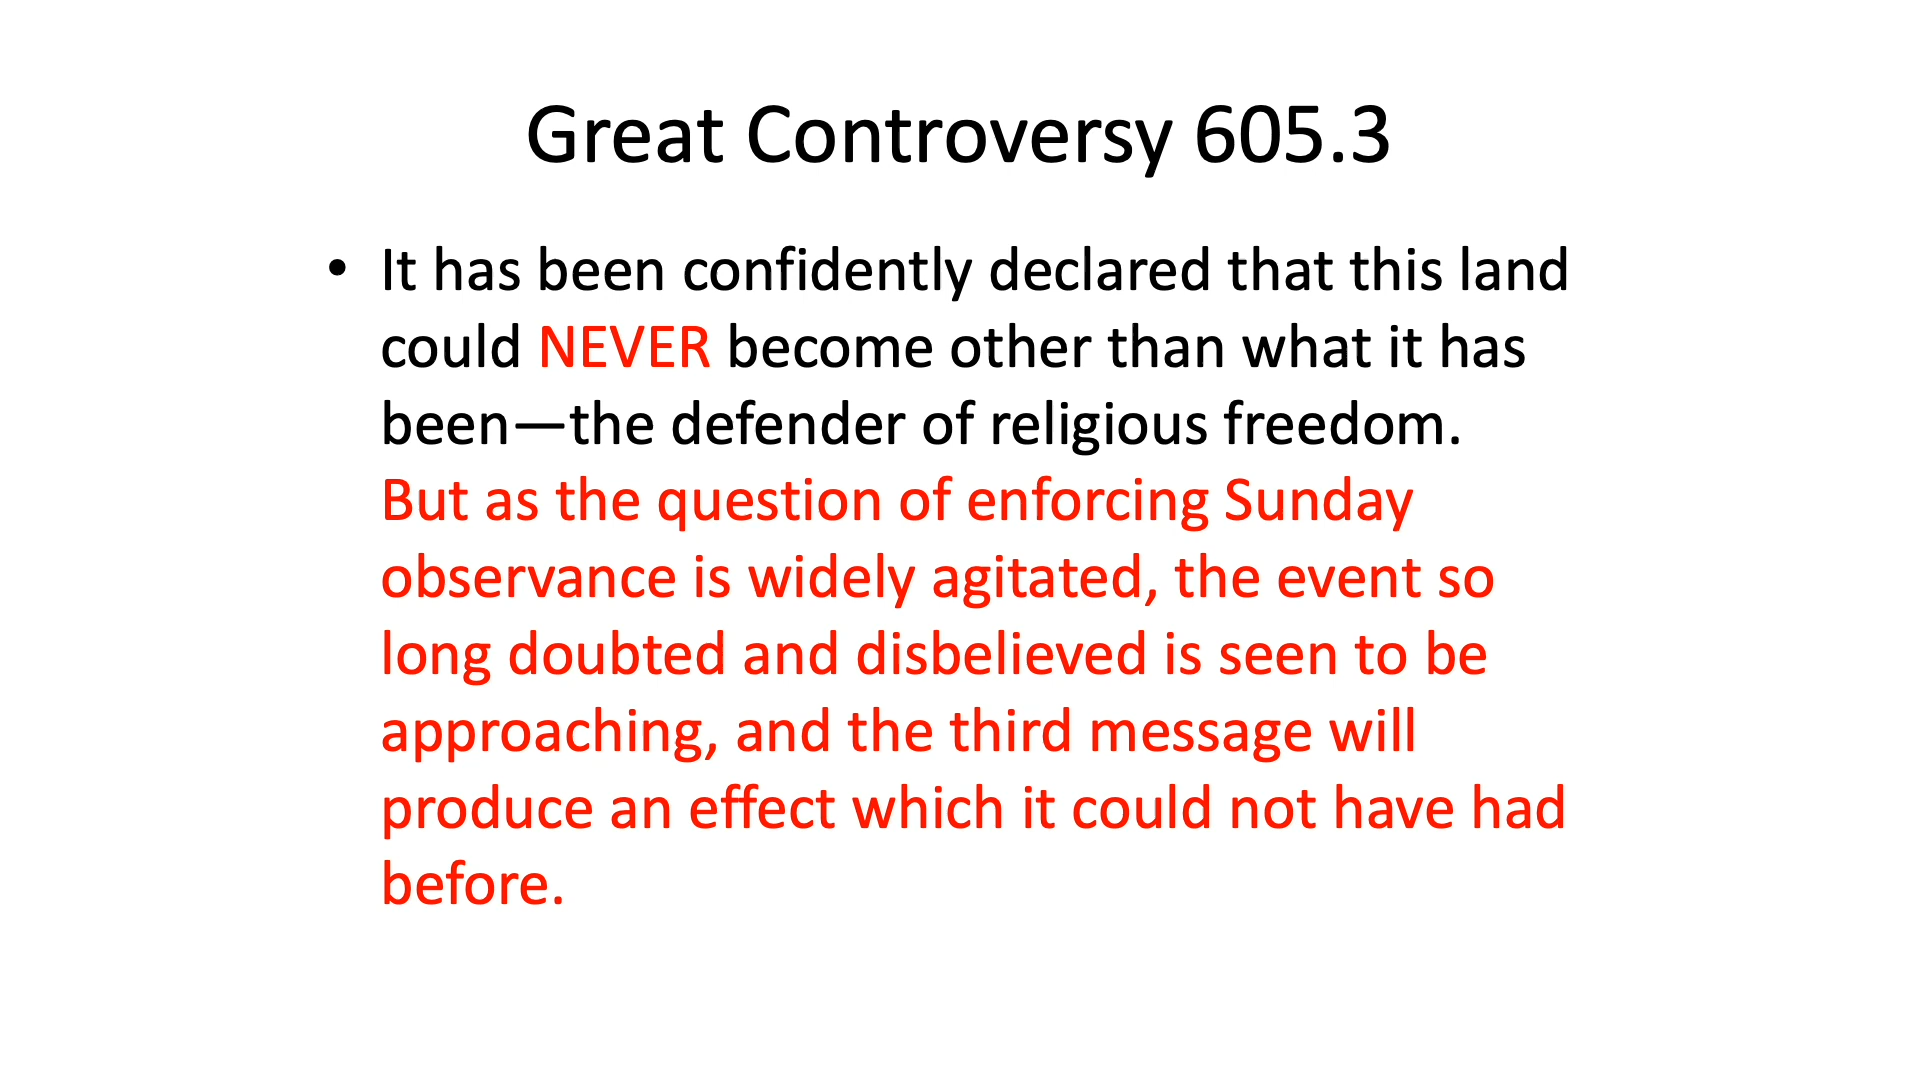 Great Controversy 605.3
• It has been confidently declared that this land
could NEVER become other than what it has
been—the defender of religious freedom.
But as the question of enforcing Sunday
observance is widely agitated, the event so
long doubted and disbelieved is seen to be
approaching, and the third message will
produce an effect which it could not have had
before.